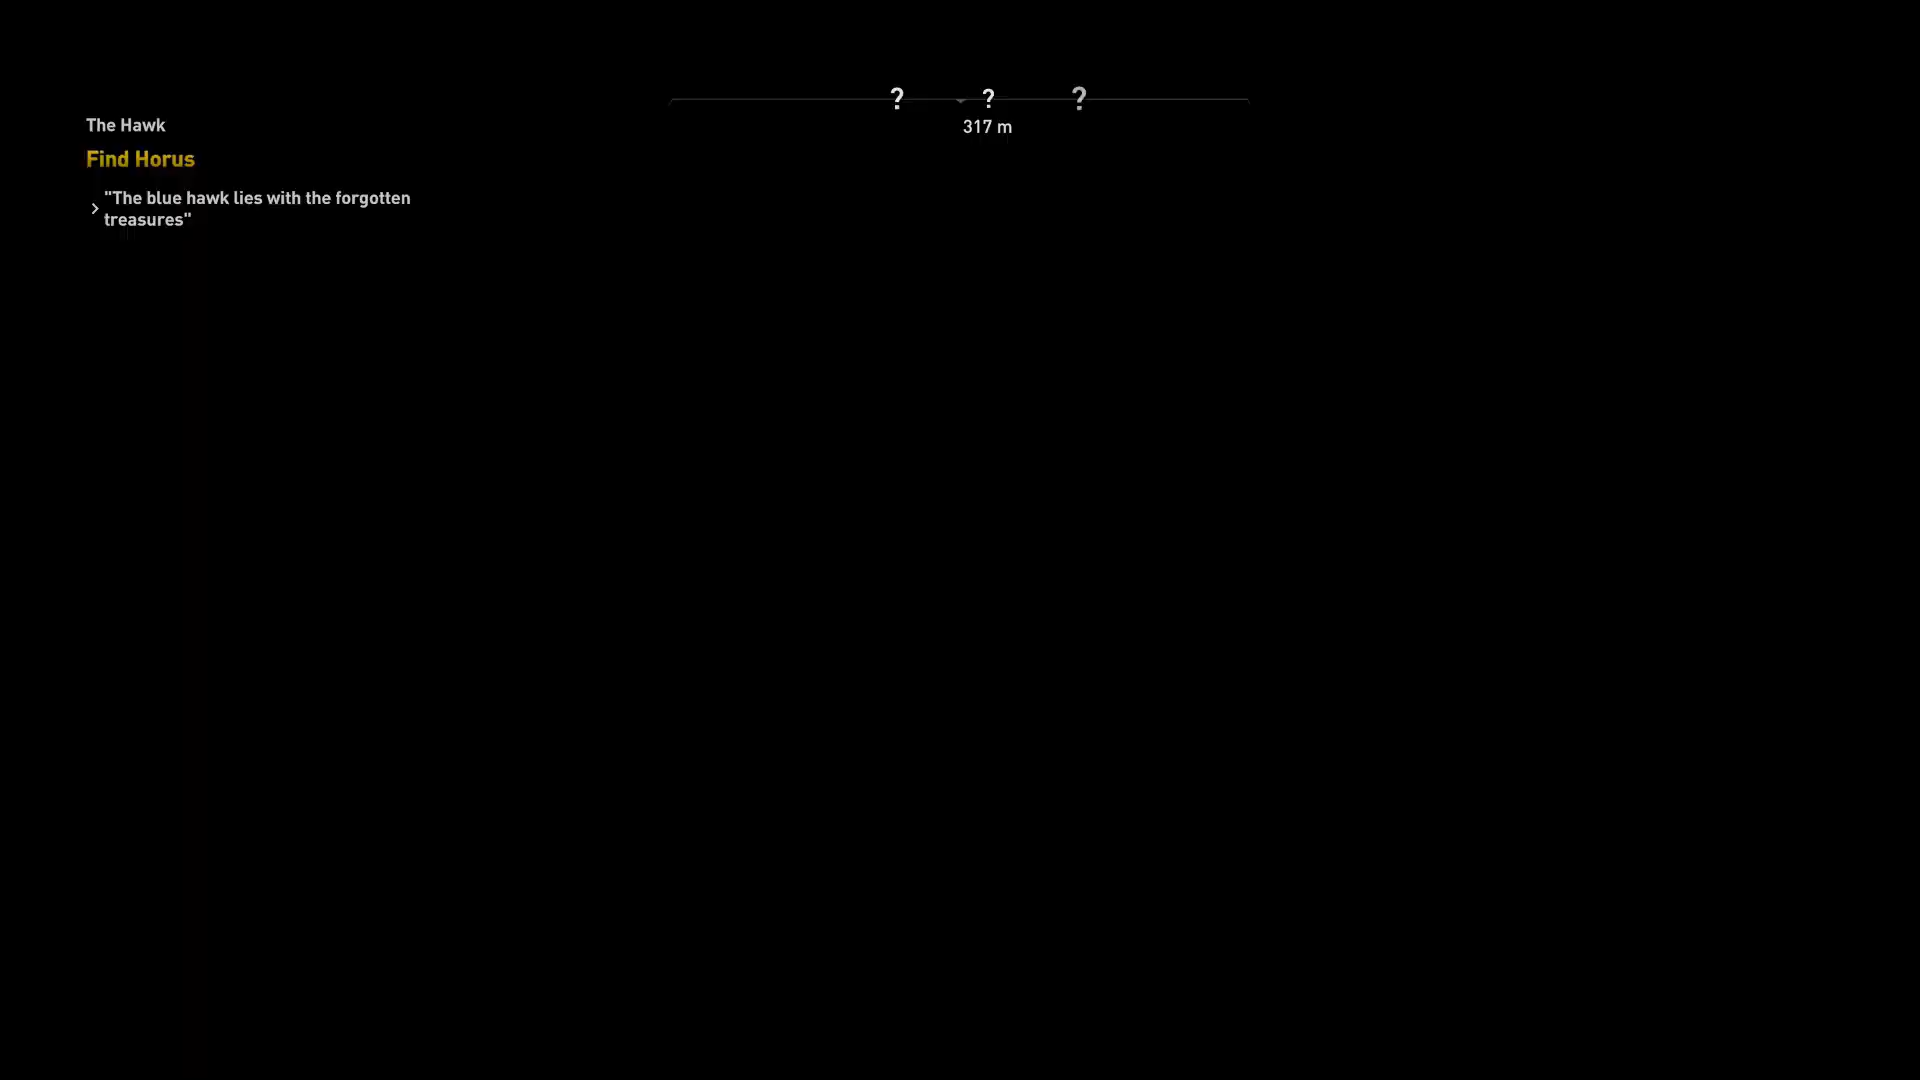 ? ? ?
317 m
The Hawk
Find Horus
> "The blue hawk lies with the forgotten
treasures"